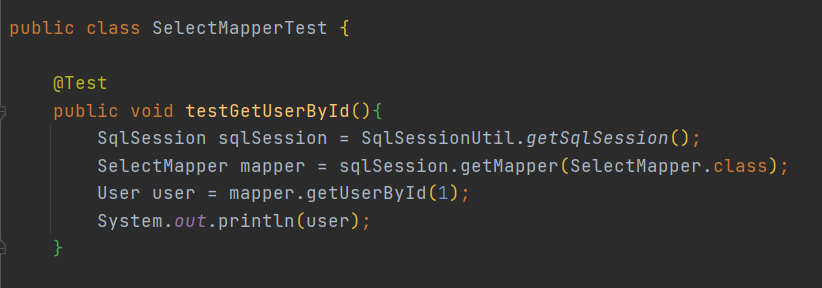 public class SelectMapperTest {
@Test
public void testGetUserById(){
SqlSession sqlSession = SqlSessionUtil.getSqlSession();
SelectMapper mapper = sqlSession.getMapper(SelectMapper.class);
User user = mapper.getUserById(1);
System.out.println(user);
}